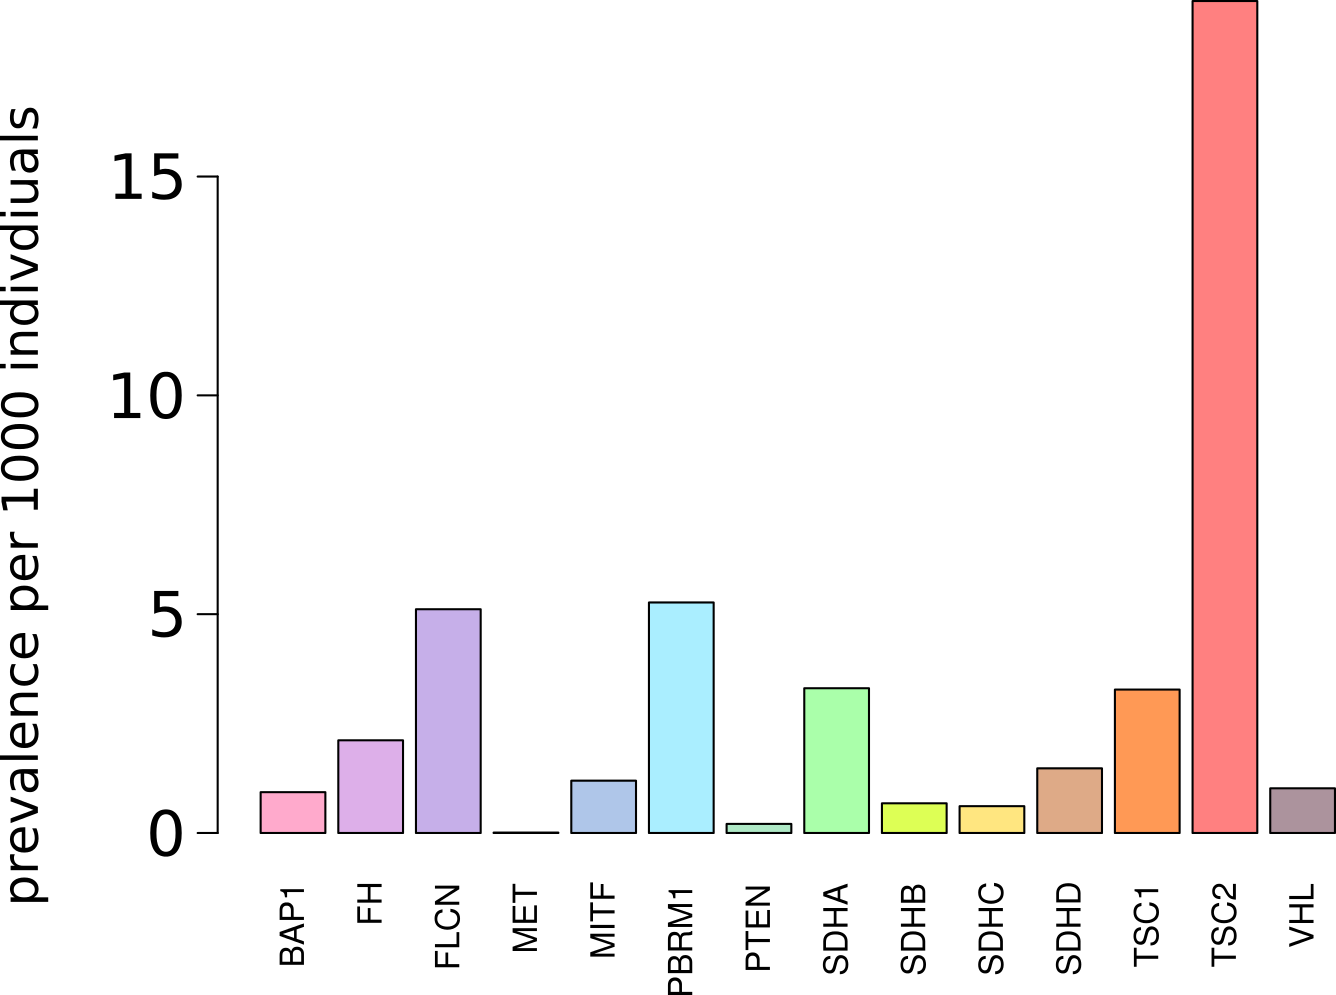 prevalence per 1000 indivdiuals
15
10
5
0
BAP1
FH
FLCN
MET
MITF
PBRM1
PTEN
SDHA
SDHB
SDHC
SDHD
TSC1
TSC2
VHL